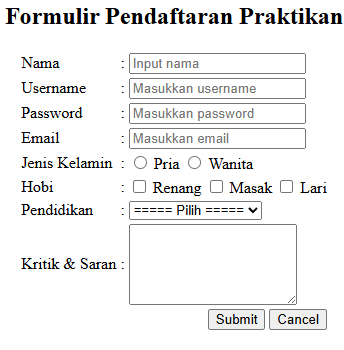 Formulir Pendaftaran Praktikan
Nama : Input nama
Username : Masukkan username
Password : Masukkan password
Email : Masukkan email
Jenis Kelamin : Pria Wanita
Hobi : Renang Masak Lari
Pendidikan : ===== Pilih =====
Kritik & Saran :
Submit Cancel